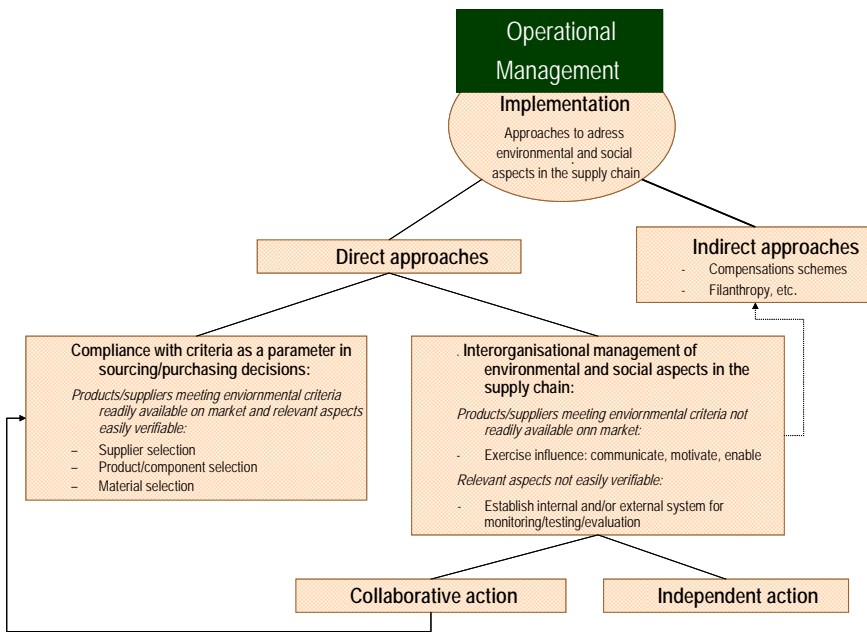 Operational
Management
Implementation
Approaches to adress
environmental and social
aspects in the supply chain
Direct approaches
Indirect approaches
- Compensations schemes
- Filanthropy, etc.
Compliance with criteria as a parameter in
sourcing/purchasing decisions:
Products/suppliers meeting enviornmental criteria
readily available on market and relevant aspects
easily verifiable:
– Supplier selection
– Product/component selection
– Material selection
. Interorganisational management of
environmental and social aspects in the
supply chain:
Products/suppliers meeting enviornmental criteria not
readily available onn market:
- Exercise influence: communicate, motivate, enable
Relevant aspects not easily verifiable:
- Establish internal and/or external system for
monitoring/testing/evaluation
Collaborative action
Independent action